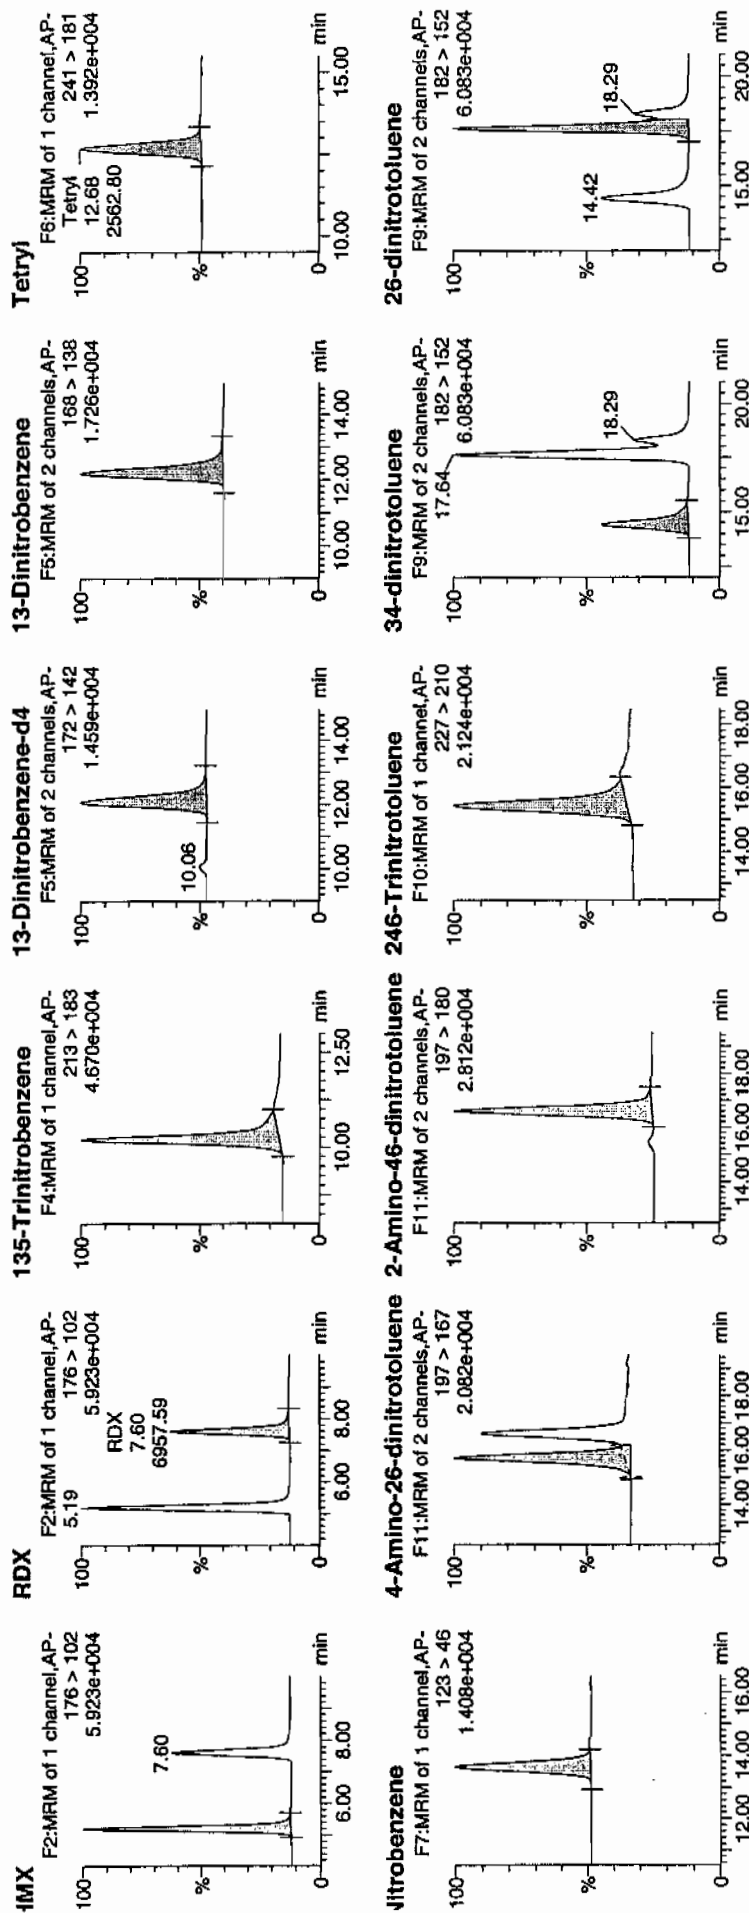 HMX
F2:MRM of 1 channel,AP-
176 > 102
5.923e+004
100
7.60
%
0
6.00 8.00 min
RDX
F2:MRM of 1 channel,AP-
176 > 102
5.923e+004
100
5.19
RDX
7.60
6957.59
%
0
6.00 8.00 min
135-Trinitrobenzene
F4:MRM of 1 channel,AP-
213 > 183
4.670e+004
100
%
0
10.00 12.50 min
13-Dinitrobenzene-d4
F5:MRM of 2 channels,AP-
172 > 142
1.459e+004
100
10.06
%
0
10.00 12.00 14.00 min
13-Dinitrobenzene
F5:MRM of 2 channels,AP-
168 > 138
1.726e+004
100
%
0
10.00 12.00 14.00 min
Tetryl
F6:MRM of 1 channel,AP-
241 > 181
1.392e+004
100
Tetryl
12.68
2562.80
%
0
10.00 15.00 min
Nitrobenzene
F7:MRM of 1 channel,AP-
123 > 46
1.408e+004
100
%
0
12.00 14.00 16.00 min
4-Amino-26-dinitrotoluene
F11:MRM of 2 channels,AP-
197 > 167
2.082e+004
100
%
0
14.00 16.00 18.00 min
2-Amino-46-dinitrotoluene
F11:MRM of 2 channels,AP-
197 > 180
2.812e+004
100
%
0
14.00 16.00 18.00 min
246-Trinitrotoluene
F10:MRM of 1 channel,AP-
227 > 210
2.124e+004
100
%
0
14.00 16.00 18.00 min
34-dinitrotoluene
F9:MRM of 2 channels,AP-
182 > 152
6.083e+004
100
17.64
18.29
%
0
15.00 20.00 min
26-dinitrotoluene
F9:MRM of 2 channels,AP-
182 > 152
6.083e+004
100
14.42
18.29
%
0
15.00 20.00 min